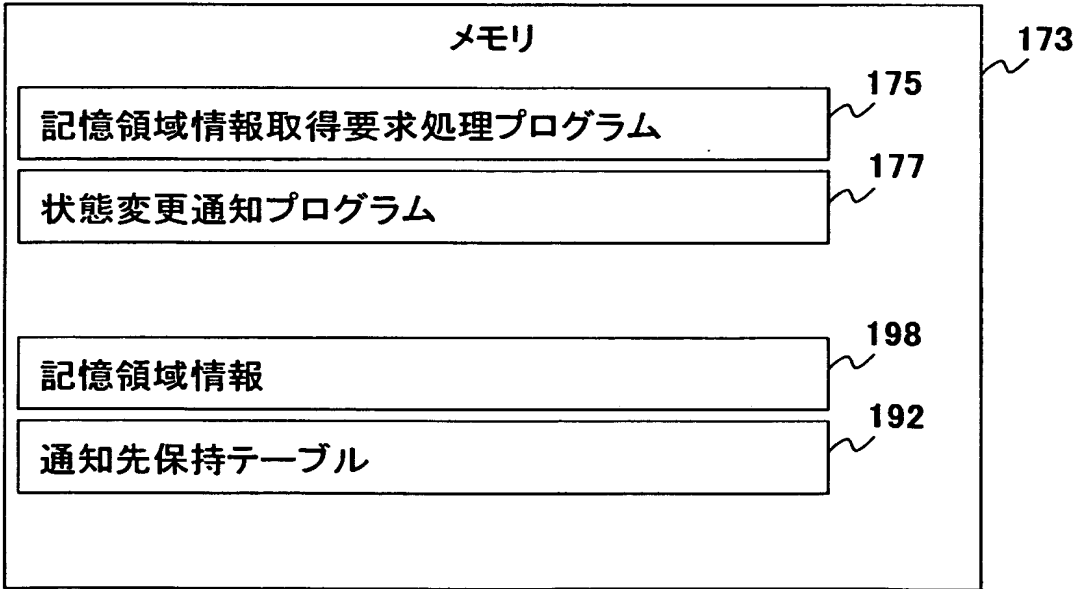 メモリ
173
175
記憶領域情報取得要求処理プログラム
177
状態変更通知プログラム
198
記憶領域情報
192
通知先保持テーブル